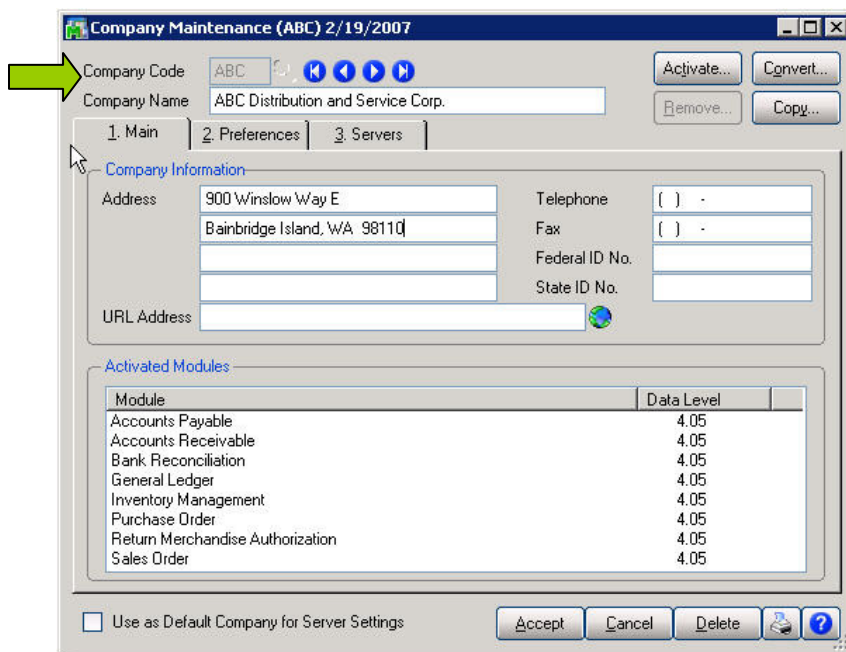 Company Maintenance (ABC) 2/19/2007
Company Code ABC
Activate... Convert...
Company Name ABC Distribution and Service Corp.
Remove... Copy...
1. Main 2. Preferences 3. Servers
Company Information
Address 900 Winslow Way E Telephone ( ) -
Bainbridge Island, WA 98110 Fax ( ) -
Federal ID No.
State ID No.
URL Address
Activated Modules
Module Data Level
Accounts Payable 4.05
Accounts Receivable 4.05
Bank Reconciliation 4.05
General Ledger 4.05
Inventory Management 4.05
Purchase Order 4.05
Return Merchandise Authorization 4.05
Sales Order 4.05
Use as Default Company for Server Settings Accept Cancel Delete ?